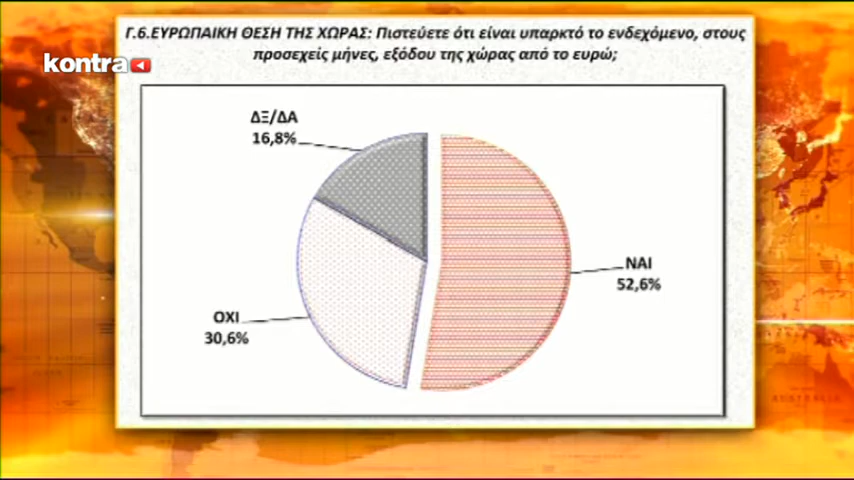 Γ.6.ΕΥΡΩΠΑΙΚΗ ΘΕΣΗ ΤΗΣ ΧΩΡΑΣ: Πιστεύετε ότι είναι υπαρκτό το ενδεχόμενο, στους
προσεχείς μήνες, εξόδου της χώρας από το ευρώ;
kontra
ΔΞ/ΔΑ
16,8%
ΝΑΙ
52,6%
ΟΧΙ
30,6%
AUSTRALIA